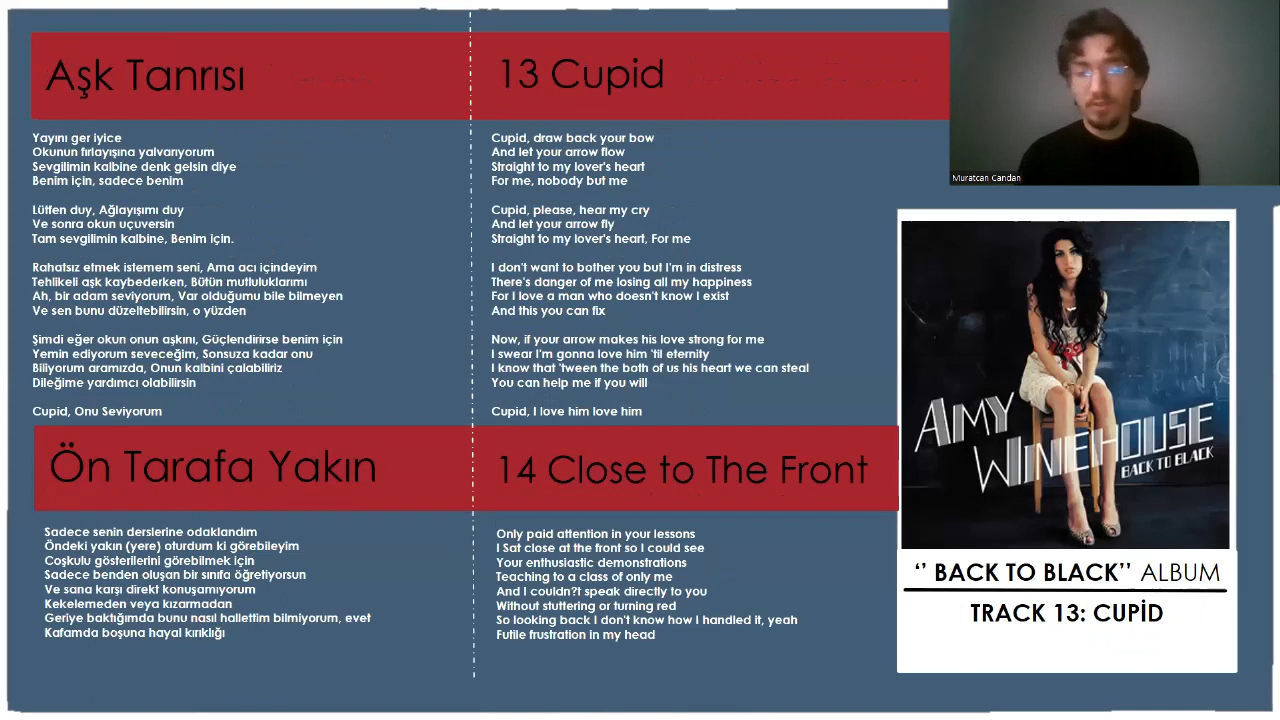 Aşk Tanrısı
Yayını ger iyice
Okunun fırlayışına yalvarıyorum
Sevgilimin kalbine denk gelsin diye
Benim için, sadece benim
Lütfen duy, Ağlayışımı duy
Ve sonra okun uçuversin
Tam sevgilimin kalbine, Benim için.
Rahatsız etmek istemem seni, Ama acı içindeyim
Tehlikeli aşk kaybederken, Bütün mutluluklarımı
Ah, bir adam seviyorum, Var olduğumu bile bilmeyen
Ve sen bunu düzeltebilirsin, o yüzden
Şimdi eğer okun onun aşkını, Güçlendirirse benim için
Yemin ediyorum seveceğim, Sonsuza kadar onu
Biliyorum aramızda, Onun kalbini çalabiliriz
Dileğime yardımcı olabilirsin
Cupid, Onu Seviyorum
13 Cupid
Cupid, draw back your bow
And let your arrow flow
Straight to my lover's heart
For me, nobody but me
Cupid, please, hear my cry
And let your arrow fly
Straight to my lover's heart, For me
I don't want to bother you but I'm in distress
There's danger of me losing all my happiness
For I love a man who doesn't know I exist
And this you can fix
Now, if your arrow makes his love strong for me
I swear I'm gonna love him 'til eternity
I know that 'tween the both of us his heart we can steal
You can help me if you will
Cupid, I love him love him
Ön Tarafa Yakın
Sadece senin derslerine odaklandım
Öndeki yakın (yere) oturdum ki görebileyim
Coşkulu gösterilerini görebilmek için
Sadece benden oluşan bir sınıfa öğretiyorsun
Ve sana karşı direkt konuşamıyorum
Kekelemeden veya kızarmadan
Geriye baktığımda bunu nasıl hallettim bilmiyorum, evet
Kafamda boşuna hayal kırıklığı
14 Close to The Front
Only paid attention in your lessons
I Sat close at the front so I could see
Your enthusiastic demonstrations
Teaching to a class of only me
And I couldn?t speak directly to you
Without stuttering or turning red
So looking back I don't know how I handled it, yeah
Futile frustration in my head
Muratcan Candan
AMY
WINEHOUSE
BACK TO BLACK
‘’ BACK TO BLACK’’ ALBUM
TRACK 13: CUPİD